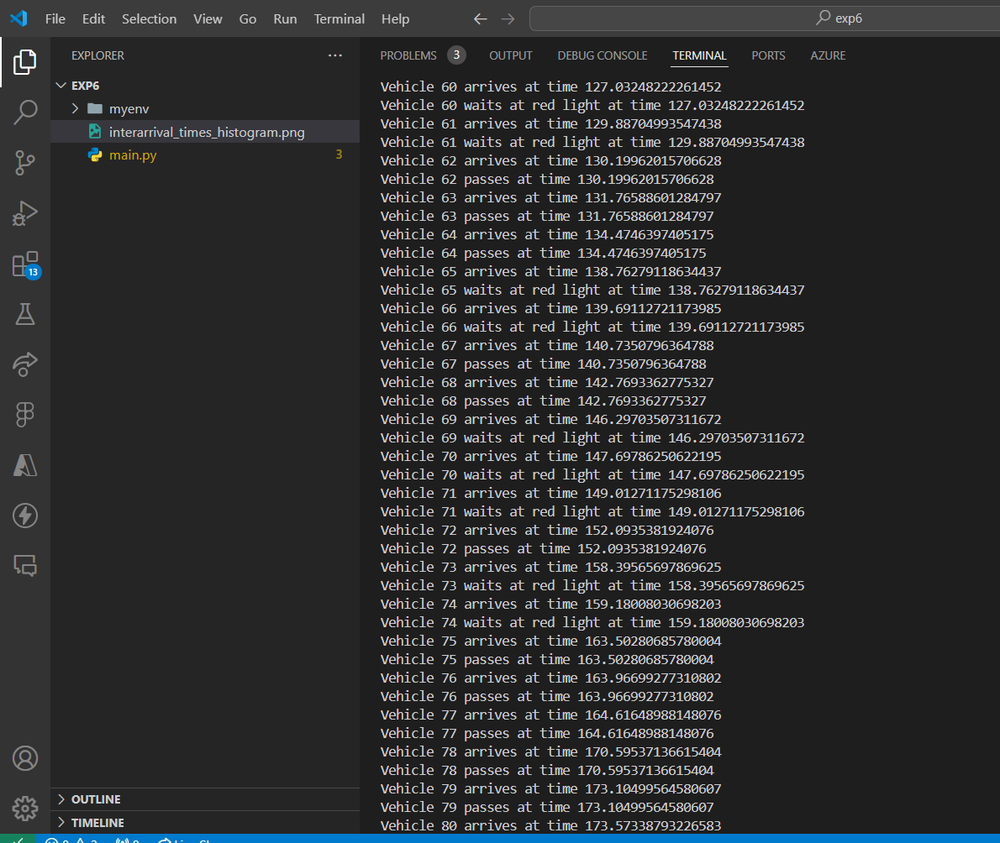 File Edit Selection View Go Run Terminal Help
exp6
EXPLORER
EXP6
myenv
interarrival_times_histogram.png
main.py 3
13
OUTLINE
TIMELINE
PROBLEMS 3 OUTPUT DEBUG CONSOLE TERMINAL PORTS AZURE
Vehicle 60 arrives at time 127.03248222261452
Vehicle 60 waits at red light at time 127.03248222261452
Vehicle 61 arrives at time 129.88704993547438
Vehicle 61 waits at red light at time 129.88704993547438
Vehicle 62 arrives at time 130.19962015706628
Vehicle 62 passes at time 130.19962015706628
Vehicle 63 arrives at time 131.76588601284797
Vehicle 63 passes at time 131.76588601284797
Vehicle 64 arrives at time 134.4746397405175
Vehicle 64 passes at time 134.4746397405175
Vehicle 65 arrives at time 138.76279118634437
Vehicle 65 waits at red light at time 138.76279118634437
Vehicle 66 arrives at time 139.69112721173985
Vehicle 66 waits at red light at time 139.69112721173985
Vehicle 67 arrives at time 140.7350796364788
Vehicle 67 passes at time 140.7350796364788
Vehicle 68 arrives at time 142.7693362775327
Vehicle 68 passes at time 142.7693362775327
Vehicle 69 arrives at time 146.29703507311672
Vehicle 69 waits at red light at time 146.29703507311672
Vehicle 70 arrives at time 147.69786250622195
Vehicle 70 waits at red light at time 147.69786250622195
Vehicle 71 arrives at time 149.01271175298106
Vehicle 71 waits at red light at time 149.01271175298106
Vehicle 72 arrives at time 152.0935381924076
Vehicle 72 passes at time 152.0935381924076
Vehicle 73 arrives at time 158.39565697869625
Vehicle 73 waits at red light at time 158.39565697869625
Vehicle 74 arrives at time 159.18008030698203
Vehicle 74 waits at red light at time 159.18008030698203
Vehicle 75 arrives at time 163.50280685780004
Vehicle 75 passes at time 163.50280685780004
Vehicle 76 arrives at time 163.96699277310802
Vehicle 76 passes at time 163.96699277310802
Vehicle 77 arrives at time 164.61648988148076
Vehicle 77 passes at time 164.61648988148076
Vehicle 78 arrives at time 170.59537136615404
Vehicle 78 passes at time 170.59537136615404
Vehicle 79 arrives at time 173.10499564580607
Vehicle 79 passes at time 173.10499564580607
Vehicle 80 arrives at time 173.57338793226583